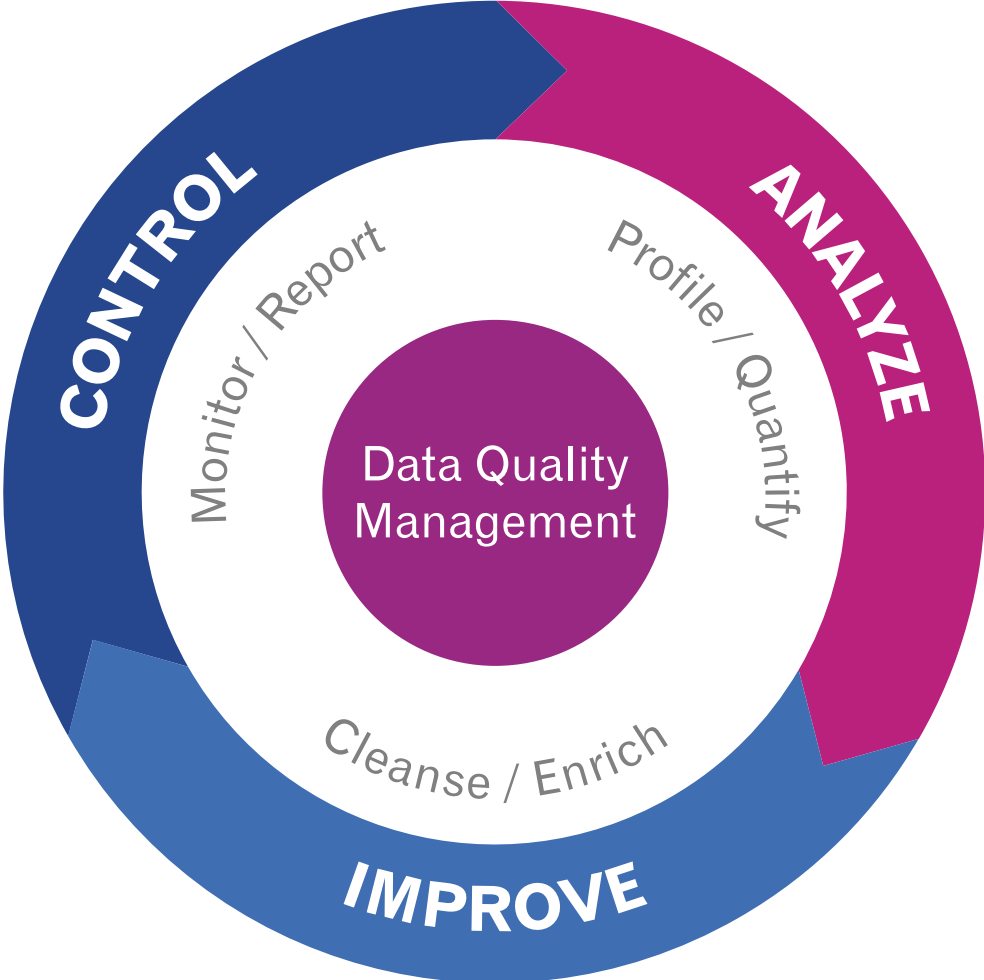 CONTROL
ANALYZE
Monitor / Report
Profile / Quantify
Data Quality
Management
Cleanse / Enrich
IMPROVE